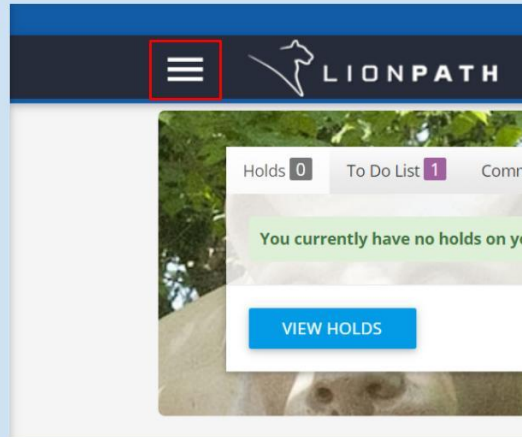 LIONPATH
Holds 0 To Do List 1
You currently have no holds on
VIEW HOLDS